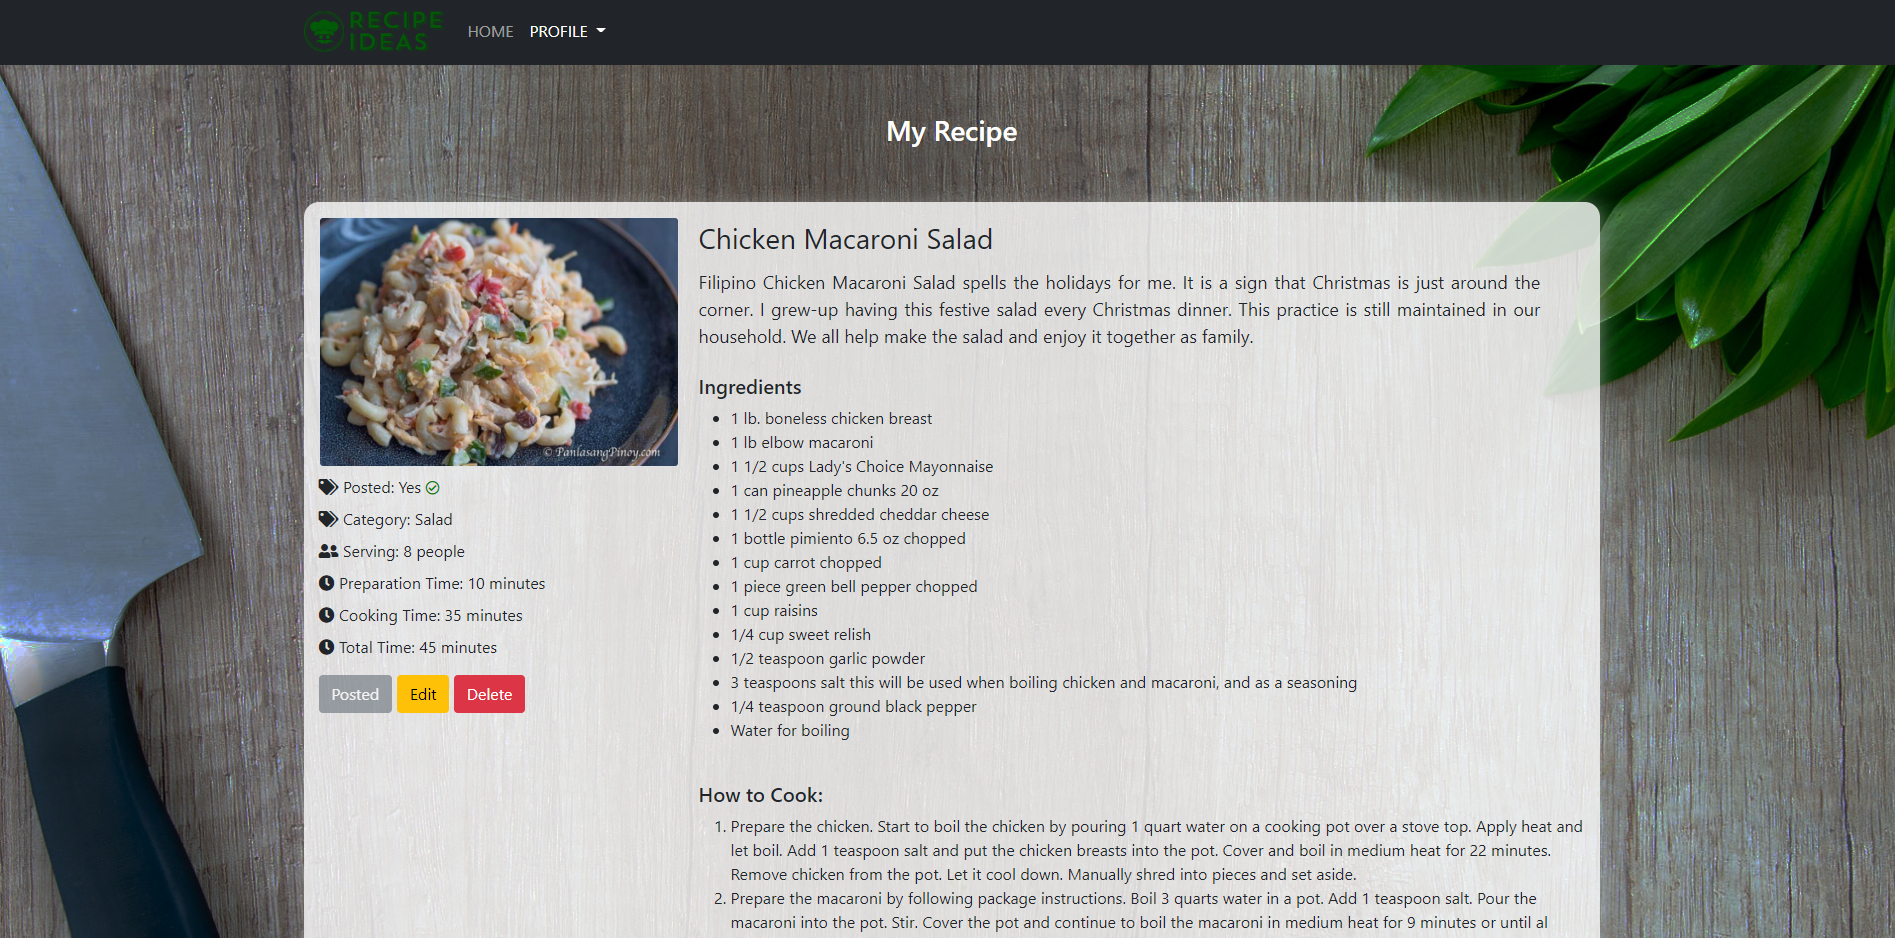 RECIPE
IDEAS
HOME
PROFILE
My Recipe
© PanlasangPinoy.com
Posted: Yes
Category: Salad
Serving: 8 people
Preparation Time: 10 minutes
Cooking Time: 35 minutes
Total Time: 45 minutes
Posted
Edit
Delete
Chicken Macaroni Salad
Filipino Chicken Macaroni Salad spells the holidays for me. It is a sign that Christmas is just around the
corner. I grew-up having this festive salad every Christmas dinner. This practice is still maintained in our
household. We all help make the salad and enjoy it together as family.
Ingredients
• 1 lb. boneless chicken breast
• 1 lb elbow macaroni
• 1 1/2 cups Lady's Choice Mayonnaise
• 1 can pineapple chunks 20 oz
• 1 1/2 cups shredded cheddar cheese
• 1 bottle pimiento 6.5 oz chopped
• 1 cup carrot chopped
• 1 piece green bell pepper chopped
• 1 cup raisins
• 1/4 cup sweet relish
• 1/2 teaspoon garlic powder
• 3 teaspoons salt this will be used when boiling chicken and macaroni, and as a seasoning
• 1/4 teaspoon ground black pepper
• Water for boiling
How to Cook:
1. Prepare the chicken. Start to boil the chicken by pouring 1 quart water on a cooking pot over a stove top. Apply heat and
let boil. Add 1 teaspoon salt and put the chicken breasts into the pot. Cover and boil in medium heat for 22 minutes.
Remove chicken from the pot. Let it cool down. Manually shred into pieces and set aside.
2. Prepare the macaroni by following package instructions. Boil 3 quarts water in a pot. Add 1 teaspoon salt. Pour the
macaroni into the pot. Stir. Cover the pot and continue to boil the macaroni in medium heat for 9 minutes or until al